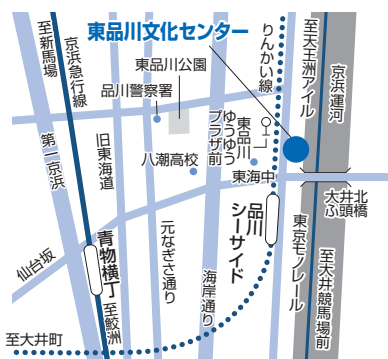 東品川文化センター
至新馬場
京浜急行線
東品川公園
品川警察署
りんかい線
至天王洲アイル
京浜運河
第一京浜
旧東海道
八潮高校
東品川
ゆうゆう
プラザ前
東海中
大井北
ふ頭橋
品川
シーサイド
仙台坂
青物横丁
至鮫洲
元なぎさ通り
海岸通り
東京モノレール
至大井競馬場前
至大井町